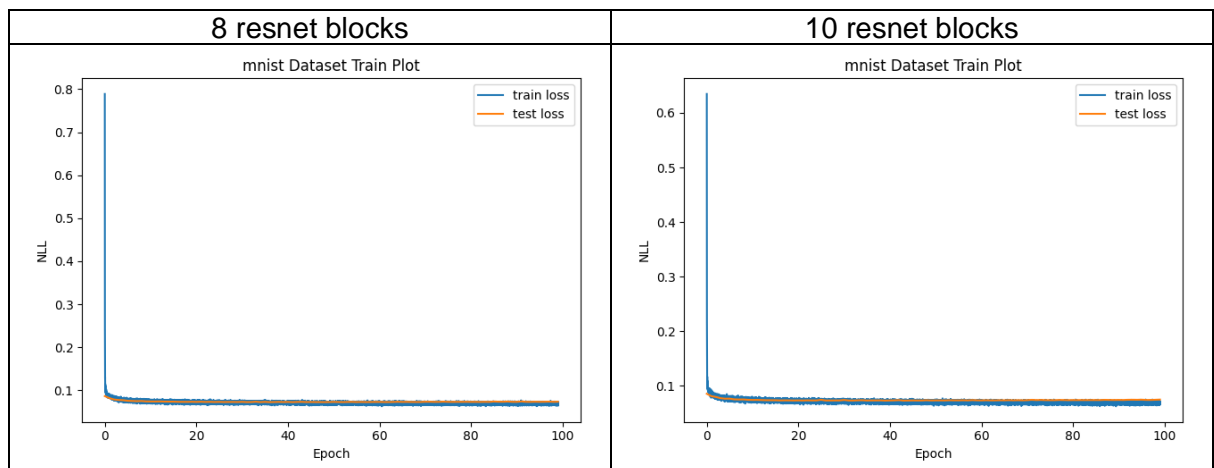 8 resnet blocks
10 resnet blocks
mnist Dataset Train Plot
train loss
test loss
0.8
0.7
0.6
0.5
0.4
0.3
0.2
0.1
NLL
0
20
40
60
80
100
Epoch
mnist Dataset Train Plot
train loss
test loss
0.6
0.5
0.4
0.3
0.2
0.1
NLL
0
20
40
60
80
100
Epoch